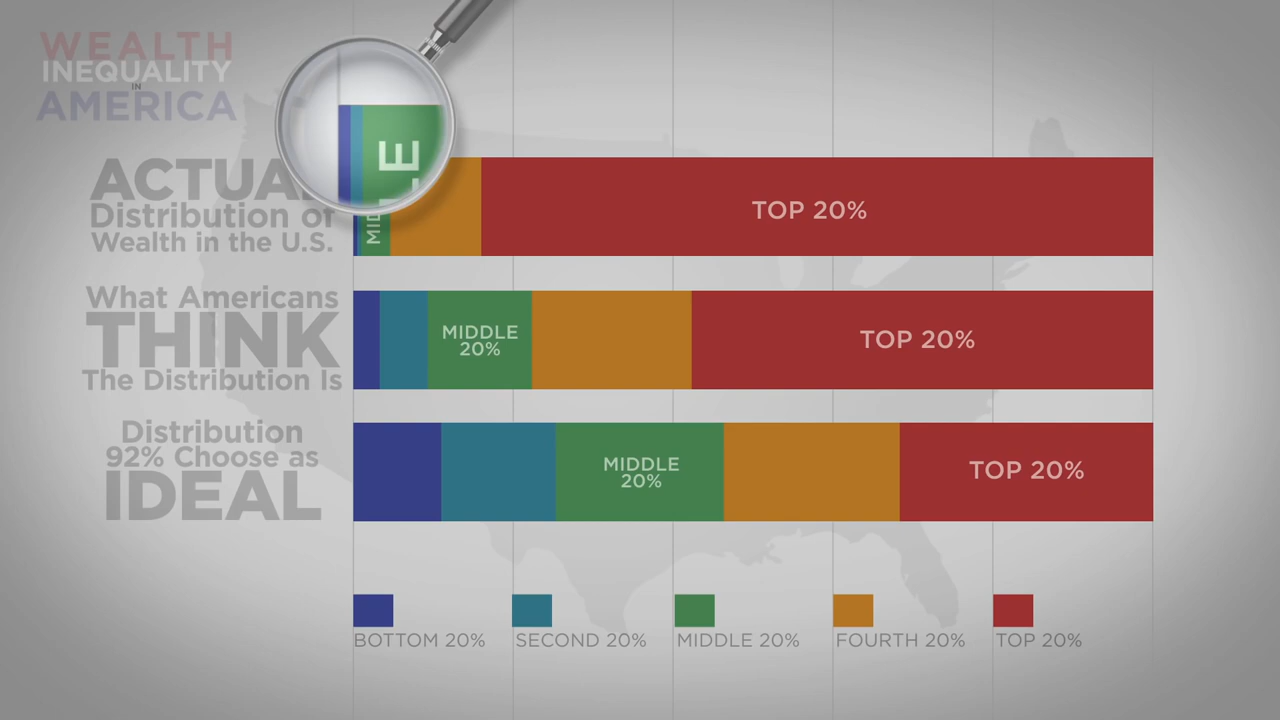 WEALTH
INEQUALITY
IN
AMERICA
ACTUA
Distribution of
Wealth in the U.S.
MID
LE
TOP 20%
What Americans
THINK
The Distribution Is
MIDDLE
20%
TOP 20%
Distribution
92% Choose as
IDEAL
MIDDLE
20%
TOP 20%
BOTTOM 20%
SECOND 20%
MIDDLE 20%
FOURTH 20%
TOP 20%